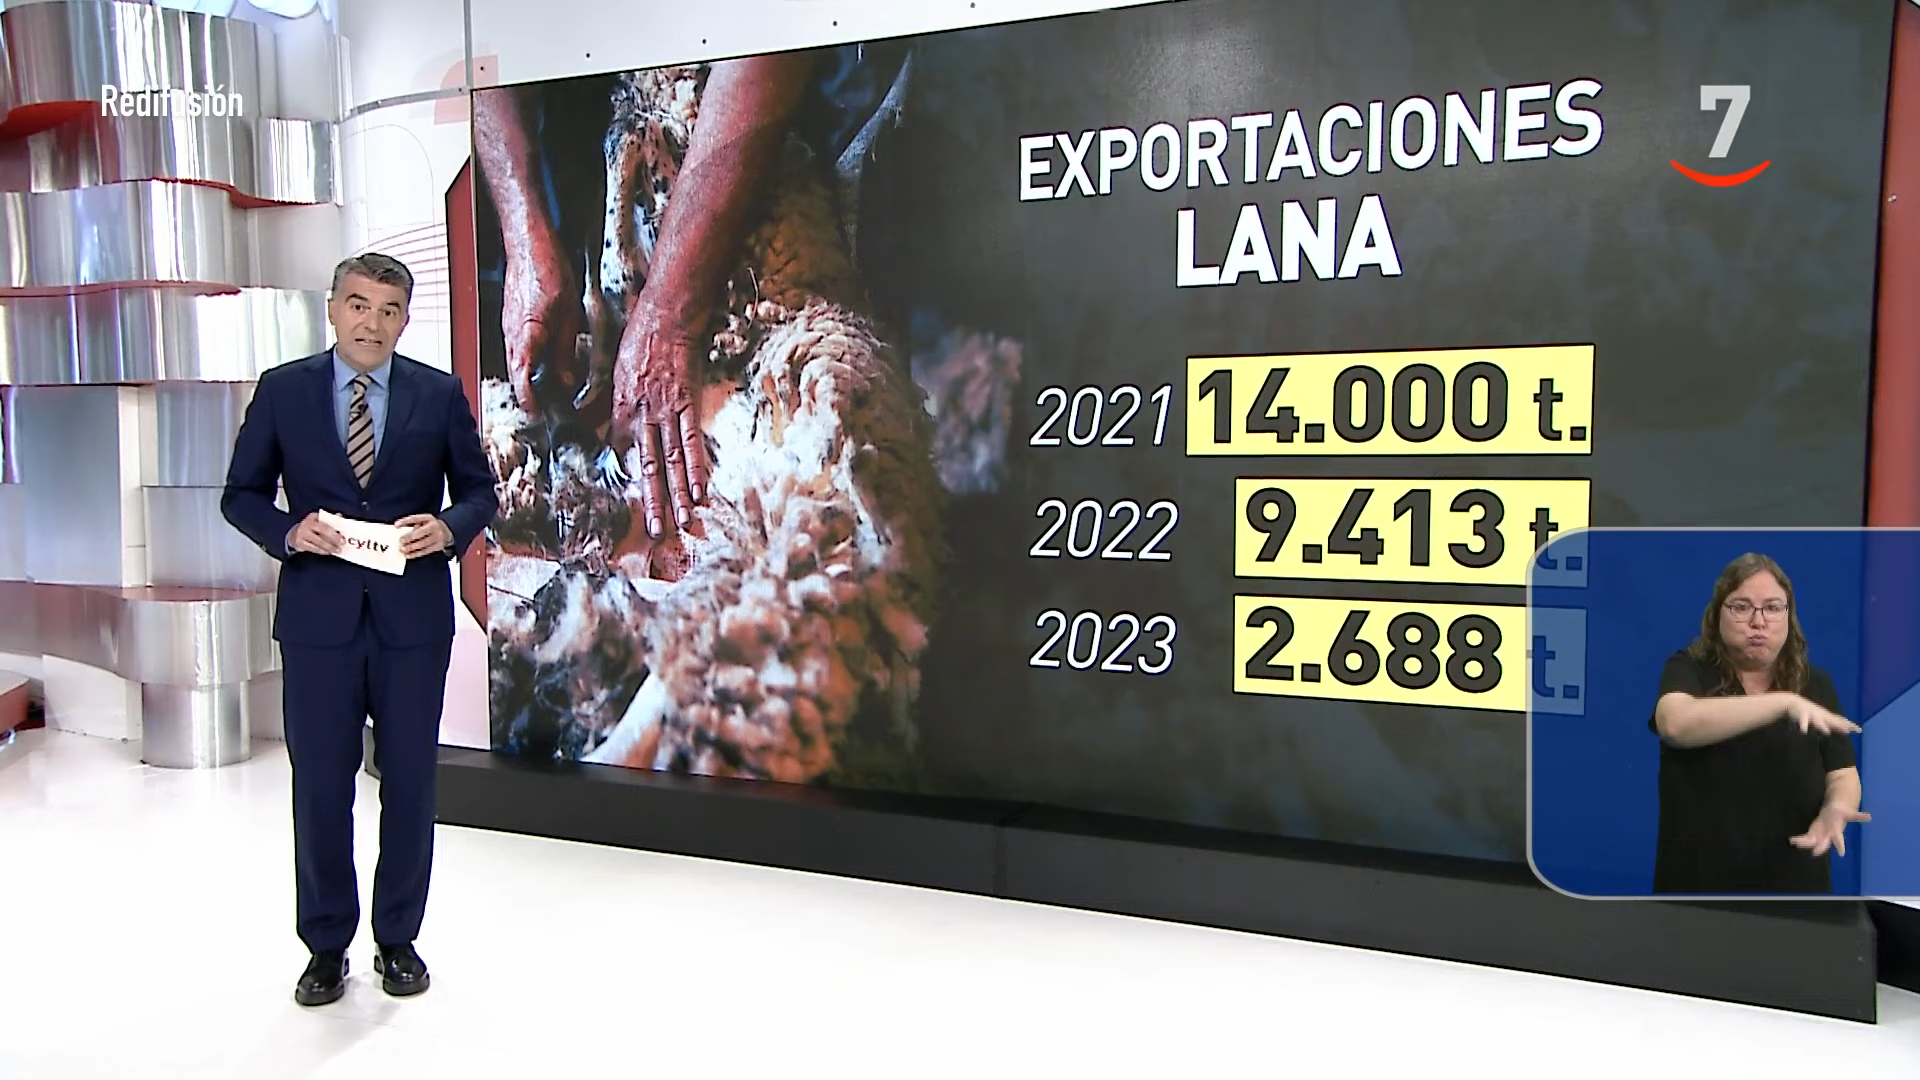 Redifusión
7
EXPORTACIONES
LANA
2021 14.000 t.
2022 9.413 t.
2023 2.688 t.
cyltv